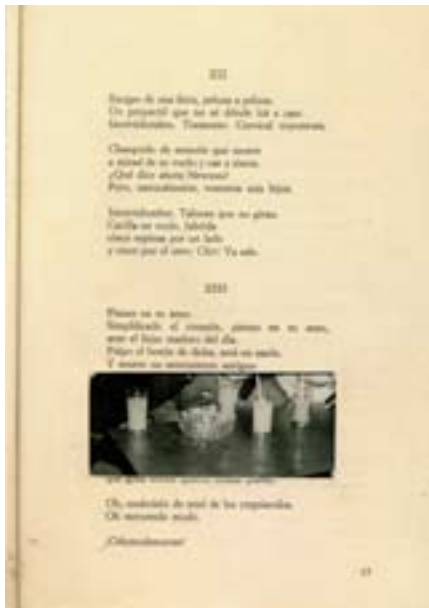 XII
Escapo de una finta, peluza a peluza.
Un proyectil que no sé dónde irá a caer.
Incertidumbre. Tramonto. Cervical coyuntura.
Chasquido de moscón que muere
a mitad de su vuelo y cae a tierra.
¿Qué dice ahora Newton?
Pero, naturalmente, vosotros sois hijos.
Incertidumbre. Talones que no giran.
Carilla en nudo, fabrida
cinco espinas por un lado
y cinco por el otro: Chit! Ya sale.
XIII
Pienso en tu sexo.
Simplificado el corazón, pienso en tu sexo,
ante el hijar maduro del día.
Palpo el botón de dicha, está en sazón.
Y muere un sentimiento antiguo
Oh, escándalo de miel de los crepúsculos.
Oh estruendo mudo.
¡Odumodneurtse!